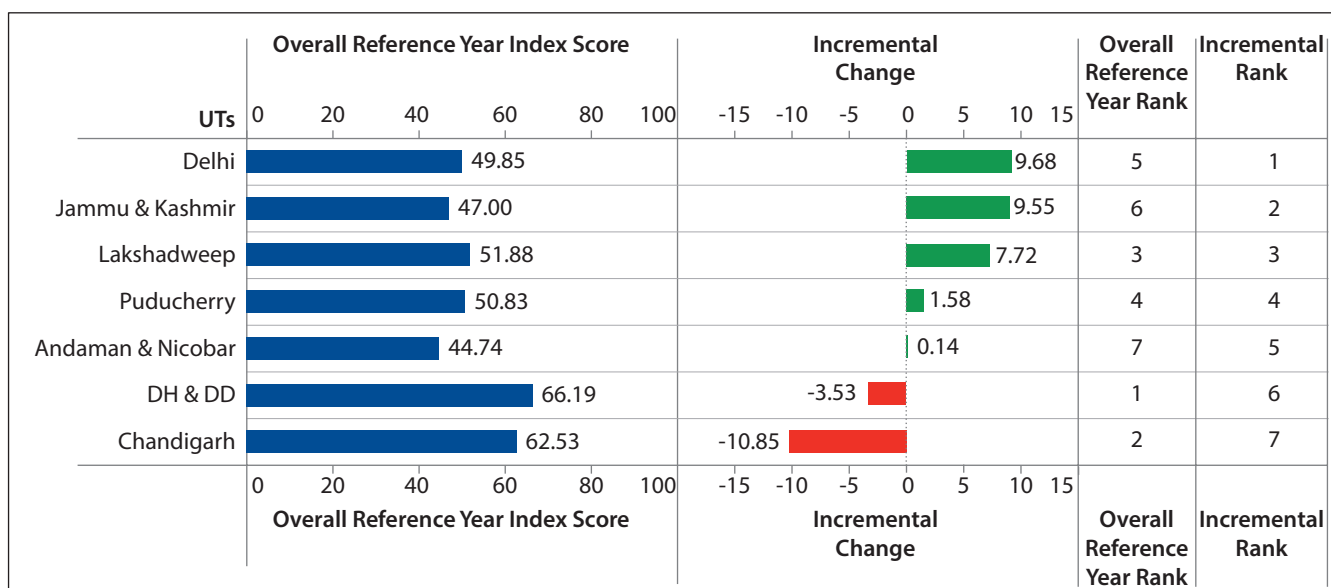 Overall Reference Year Index Score Incremental Overall Incremental
Change Reference Rank
Year Rank
UTs 0 20 40 60 80 100 -15 -10 -5 0 5 10 15
Delhi 49.85 9.68 5 1
Jammu & Kashmir 47.00 9.55 6 2
Lakshadweep 51.88 7.72 3 3
Puducherry 50.83 1.58 4 4
Andaman & Nicobar 44.74 0.14 7 5
DH & DD 66.19 -3.53 1 6
Chandigarh 62.53 -10.85 2 7
0 20 40 60 80 100 -15 -10 -5 0 5 10 15
Overall Reference Year Index Score Incremental Overall Incremental
Change Reference Rank
Year Rank